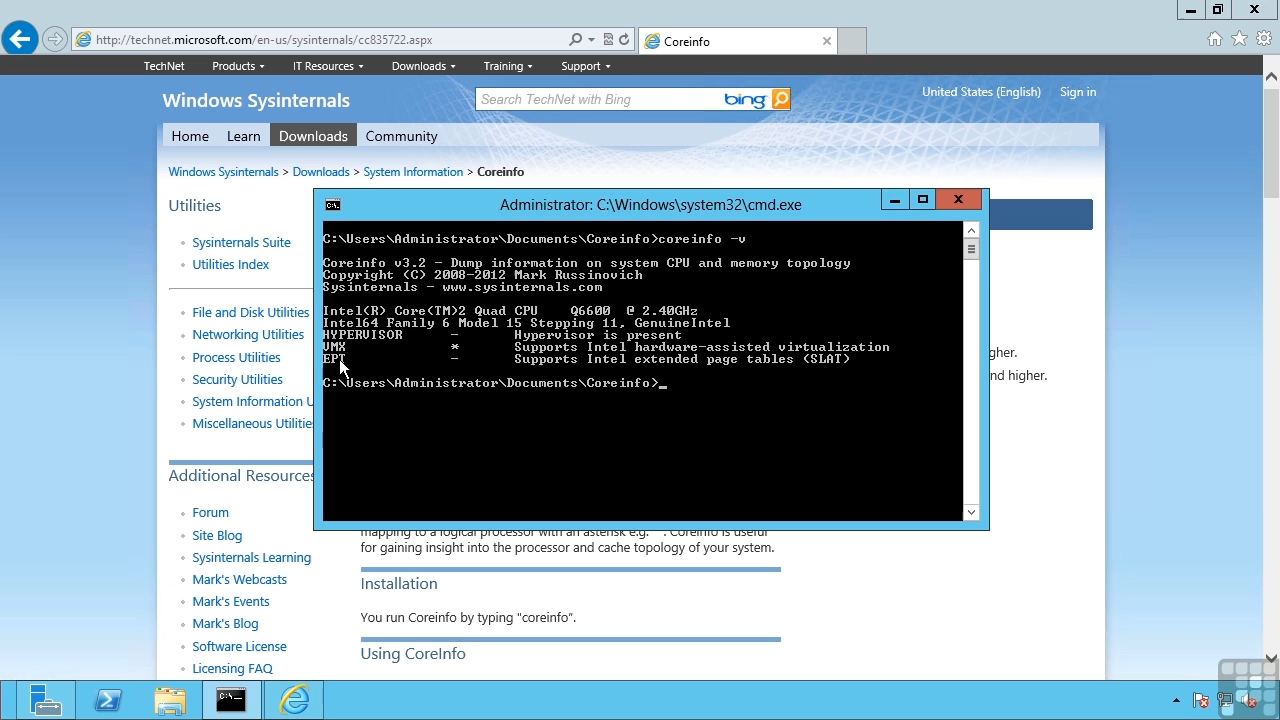 http://technet.microsoft.com/en-us/sysinternals/cc835722.aspx
Coreinfo
TechNet Products IT Resources Downloads Training Support
Windows Sysinternals
Search TechNet with Bing
bing
United States (English) Sign in
Home Learn Downloads Community
Windows Sysinternals > Downloads > System Information > Coreinfo
Utilities
Sysinternals Suite
Utilities Index
File and Disk Utilities
Networking Utilities
Process Utilities
Security Utilities
System Information U
Miscellaneous Utilitie
Additional Resources
Forum
Site Blog
Sysinternals Learning
Mark's Webcasts
Mark's Events
Mark's Blog
Software License
Licensing FAQ
Administrator: C:\Windows\system32\cmd.exe
C:\Users\Administrator\Documents\Coreinfo>coreinfo -v
Coreinfo v3.2 - Dump information on system CPU and memory topology
Copyright (C) 2008-2012 Mark Russinovich
Sysinternals - www.sysinternals.com
Intel(R) Core(TM)2 Quad CPU    Q6600  @ 2.40GHz
Intel64 Family 6 Model 15 Stepping 11, GenuineIntel
HYPERVISOR - Hypervisor is present
VMX * Supports Intel hardware-assisted virtualization
EPT - Supports Intel extended page tables (SLAT)
C:\Users\Administrator\Documents\Coreinfo>_
gher.
nd higher.
mapping to a logical processor with an asterisk e.g. '*'. Coreinfo is useful
for gaining insight into the processor and cache topology of your system.
Installation
You run Coreinfo by typing "coreinfo".
Using CoreInfo